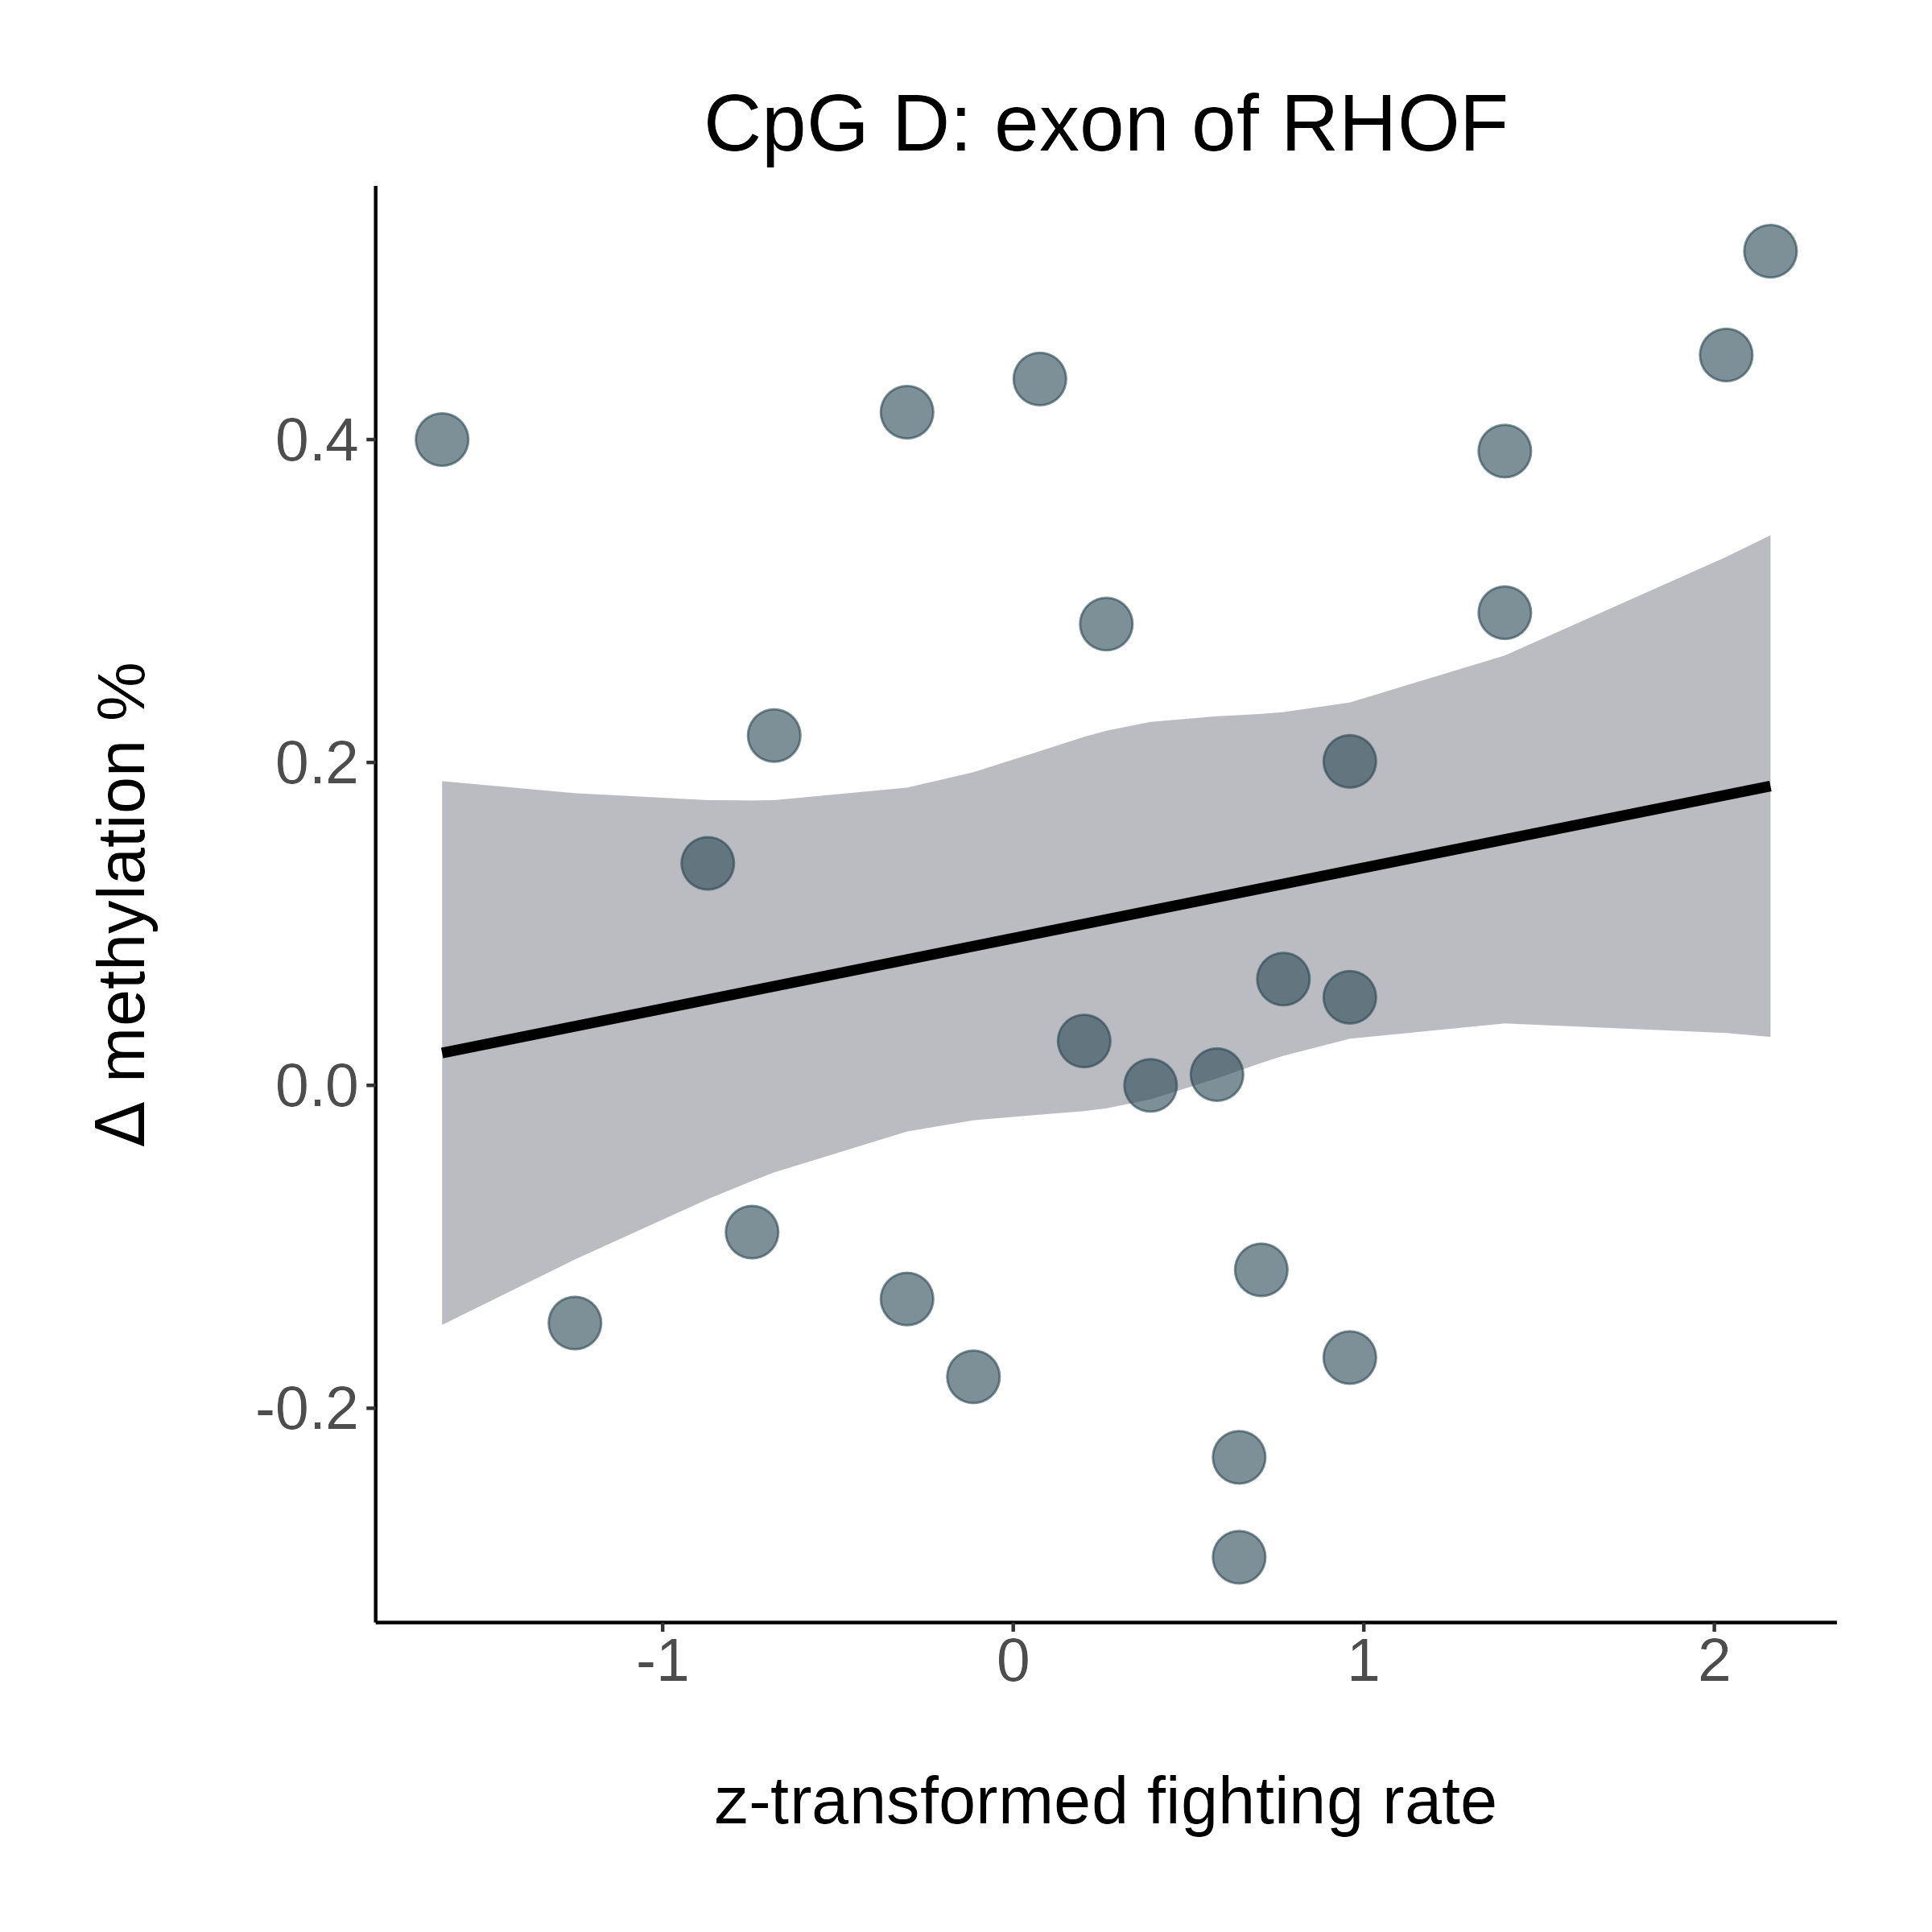 CpG D: exon of RHOF
Δ methylation %
0.4
0.2
0.0
-0.2
-1 0 1 2
z-transformed fighting rate